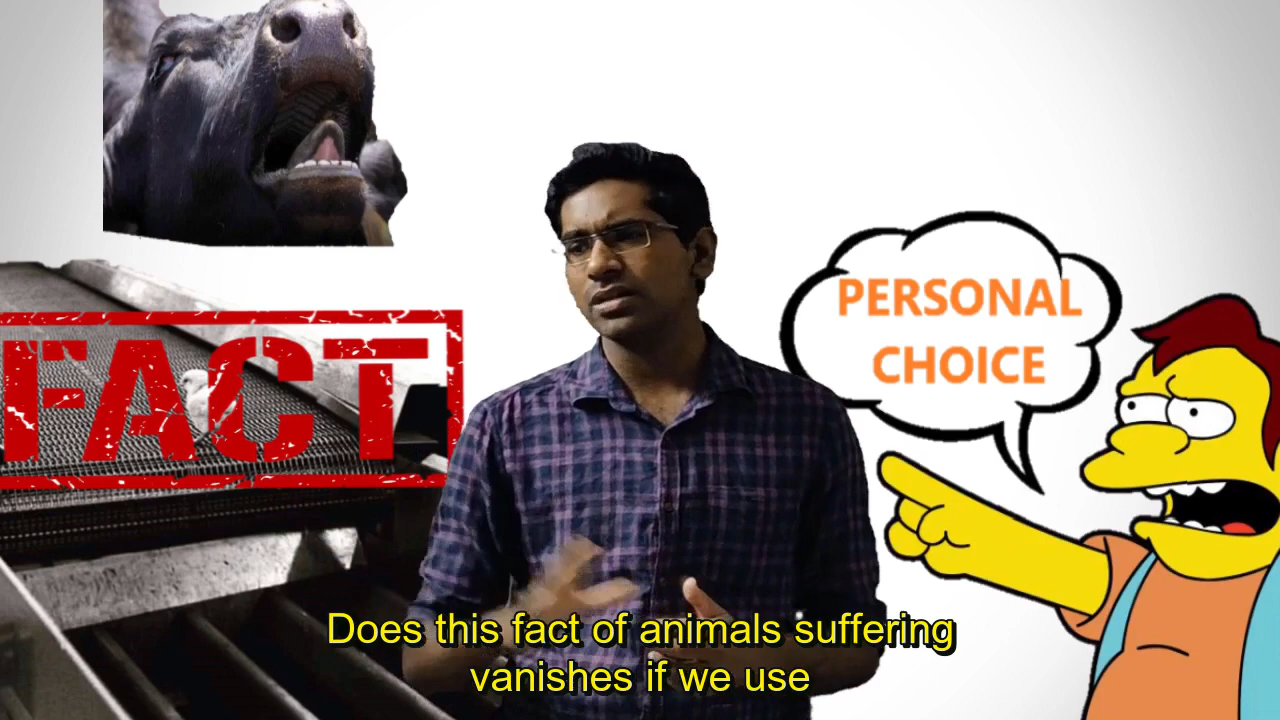 FACT
PERSONAL
CHOICE
Does this fact of animals suffering
vanishes if we use